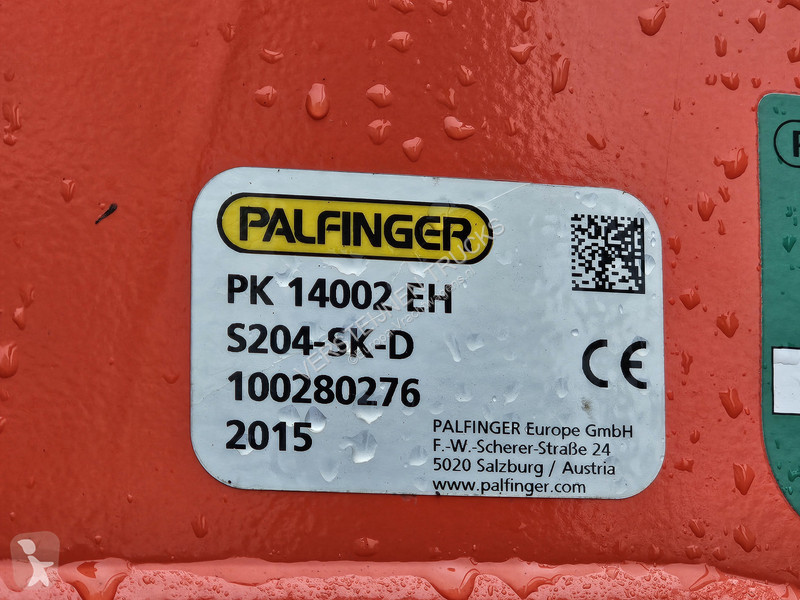 PALFINGER
PK 14002 EH
S204-SK-D
100280276
2015
CE
PALFINGER Europe GmbH
F.-W.-Scherer-Straße 24
5020 Salzburg / Austria
www.palfinger.com